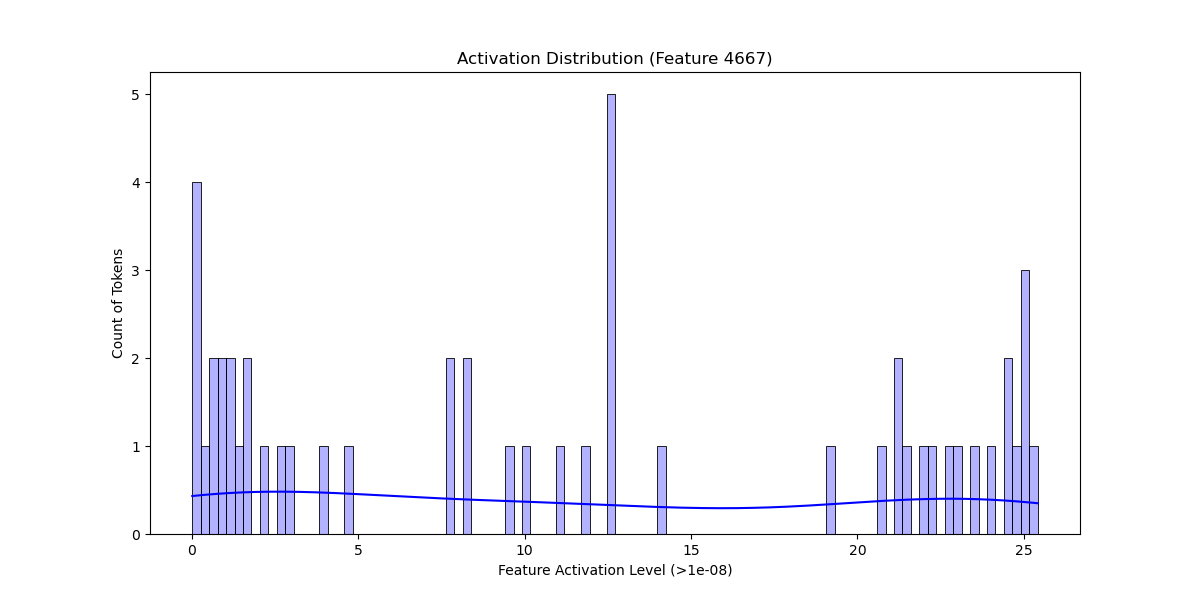 Activation Distribution (Feature 4667)
Count of Tokens
5
4
3
2
1
0
0 5 10 15 20 25
Feature Activation Level (>1e-08)